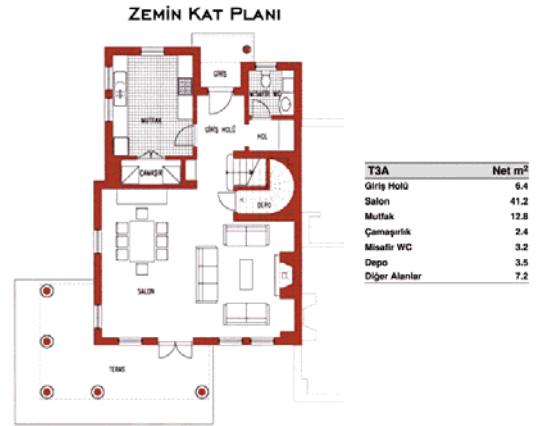 ZEMİN KAT PLANI
GİRİŞ
MİSAFİR WC
MUTFAK
GİRİŞ HOLÜ
HOL
ÇAMAŞIR
DEPO
SALON
TERAS
T3A Net m²
Giriş Holü 6.4
Salon 41.2
Mutfak 12.8
Çamaşırlık 2.4
Misafir WC 3.2
Depo 3.5
Diğer Alanlar 7.2